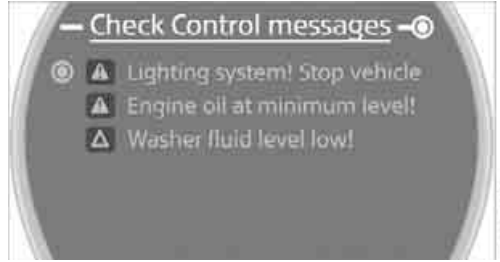 Check Control messages
Lighting system! Stop vehicle
Engine oil at minimum level!
Washer fluid level low!